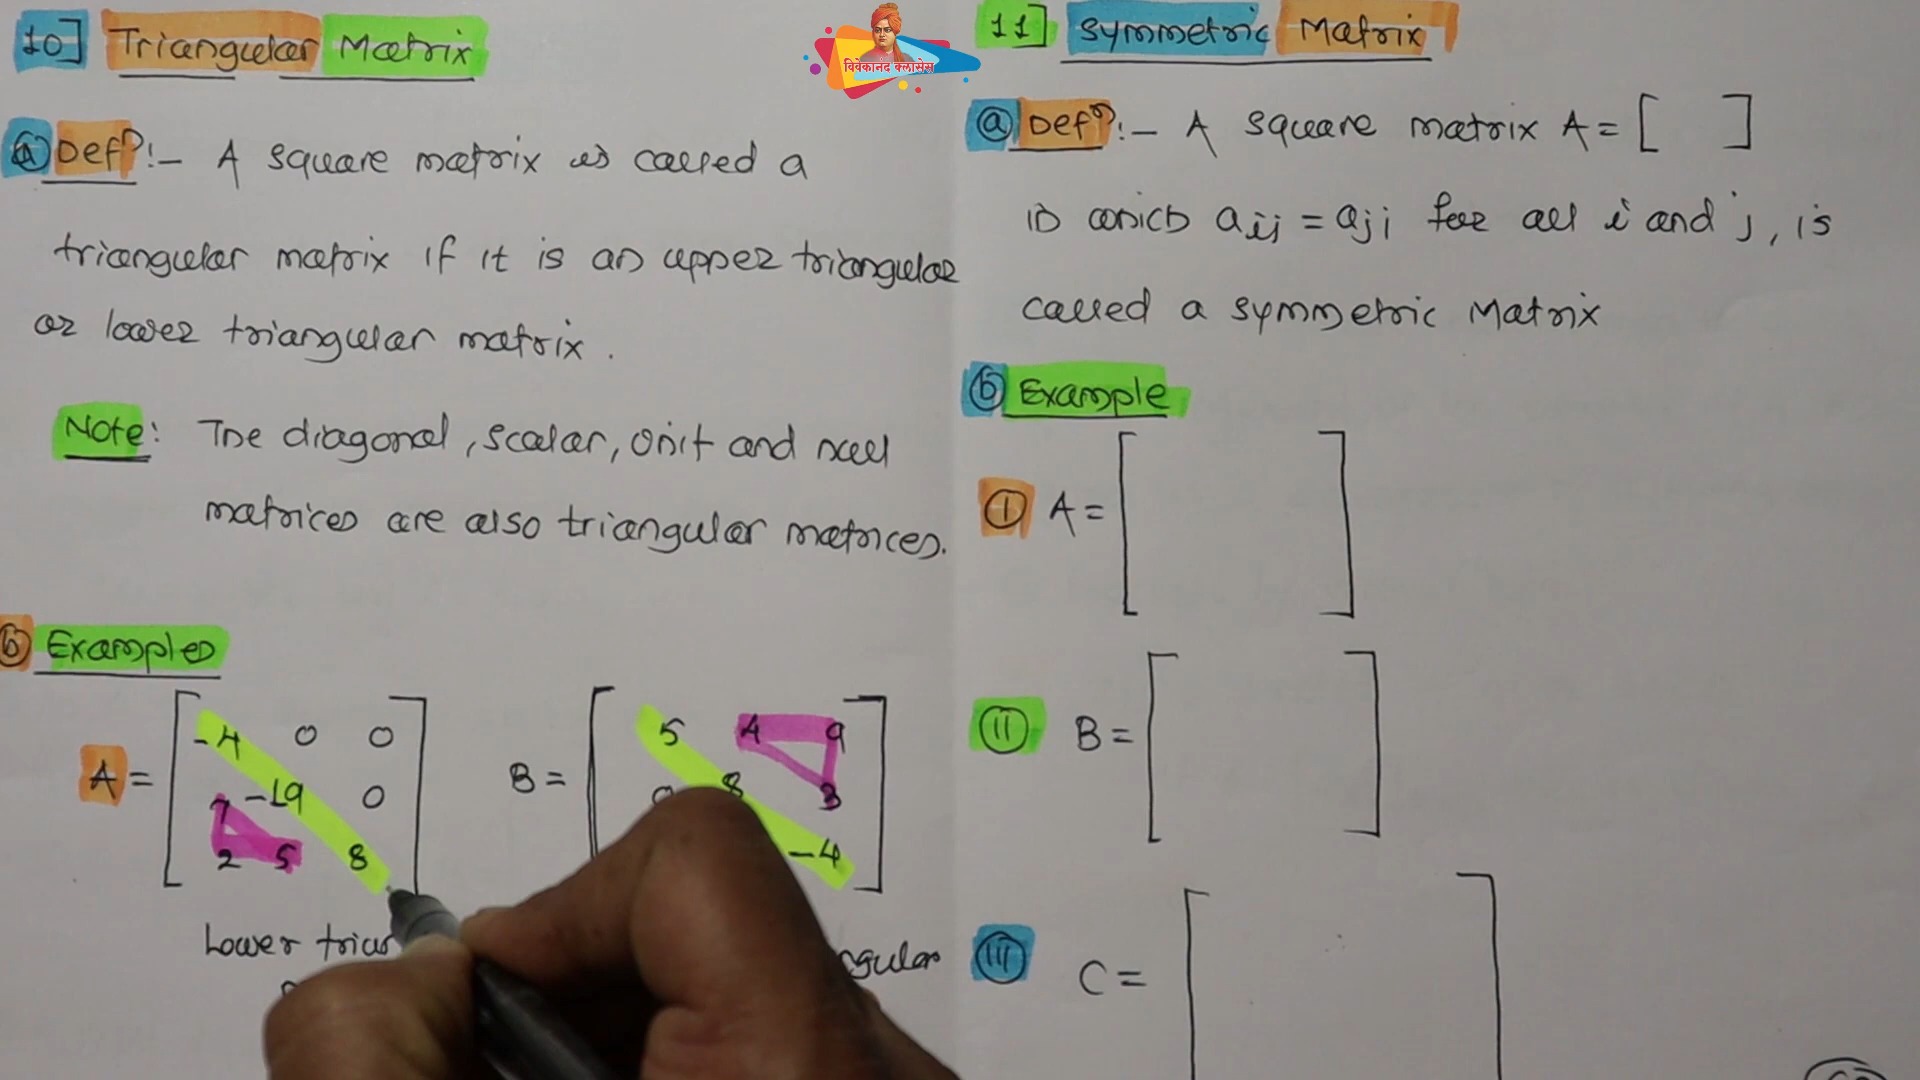 10] Triangular Matrix
ⓐ Defⁿ:- A square matrix is called a
triangular matrix if it is an upper triangular
or lower triangular matrix.
Note: The diagonal, scalar, unit and null
matrices are also triangular matrices.
ⓑ Examples
A = [ -4 0 0
7 -19 0
2 5 8 ]
B = [ 5 4 9
8 3
-4 ]
Lower
विवेकानंद क्लासेस
11] Symmetric Matrix
ⓐ Defⁿ:- A square matrix A = [ ]
in which aij = aji for all i and j, is
called a symmetric Matrix
ⓑ Example
Ⓘ A = [ ]
ⓘⓘ B = [ ]
ⓘⓘⓘ C = [ ]